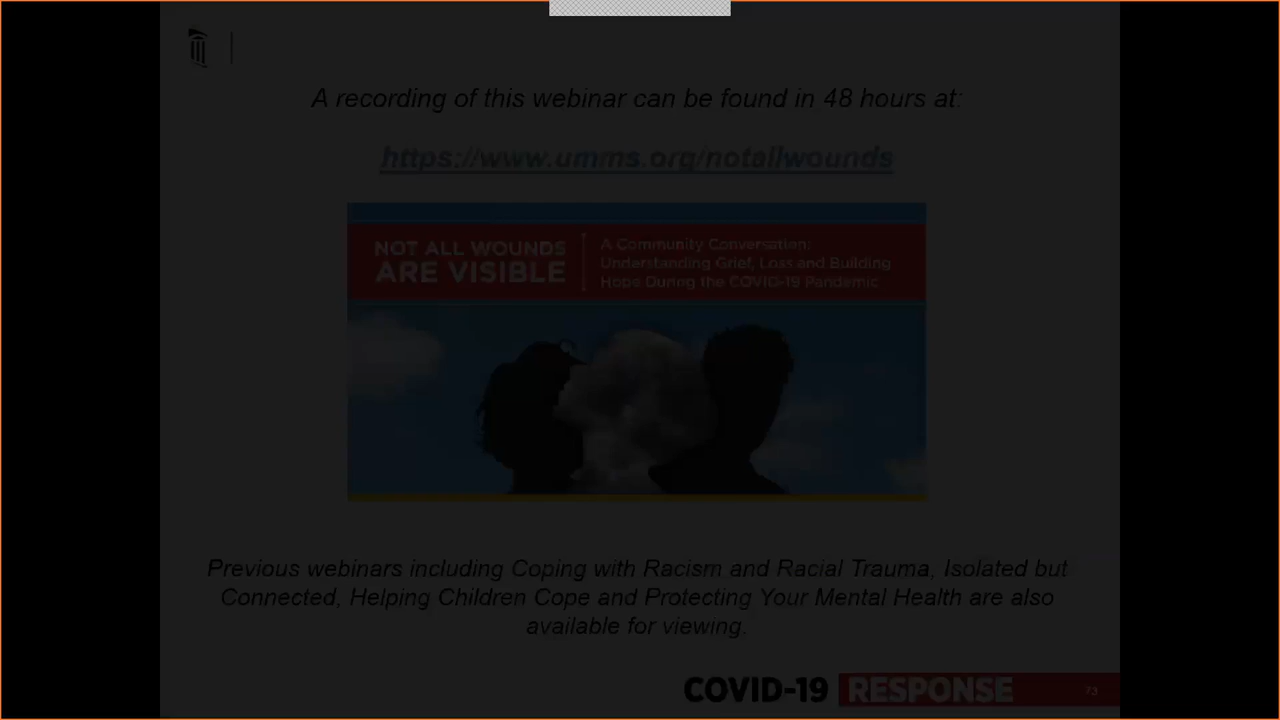 A recording of this webinar can be found in 48 hours at:
https://www.umms.org/notallwounds
NOT ALL WOUNDS
ARE VISIBLE
A Community Conversation:
Understanding Grief, Loss and Building
Hope During the COVID-19 Pandemic
Previous webinars including Coping with Racism and Racial Trauma, Isolated but
Connected, Helping Children Cope and Protecting Your Mental Health are also
available for viewing.
COVID-19 RESPONSE
73